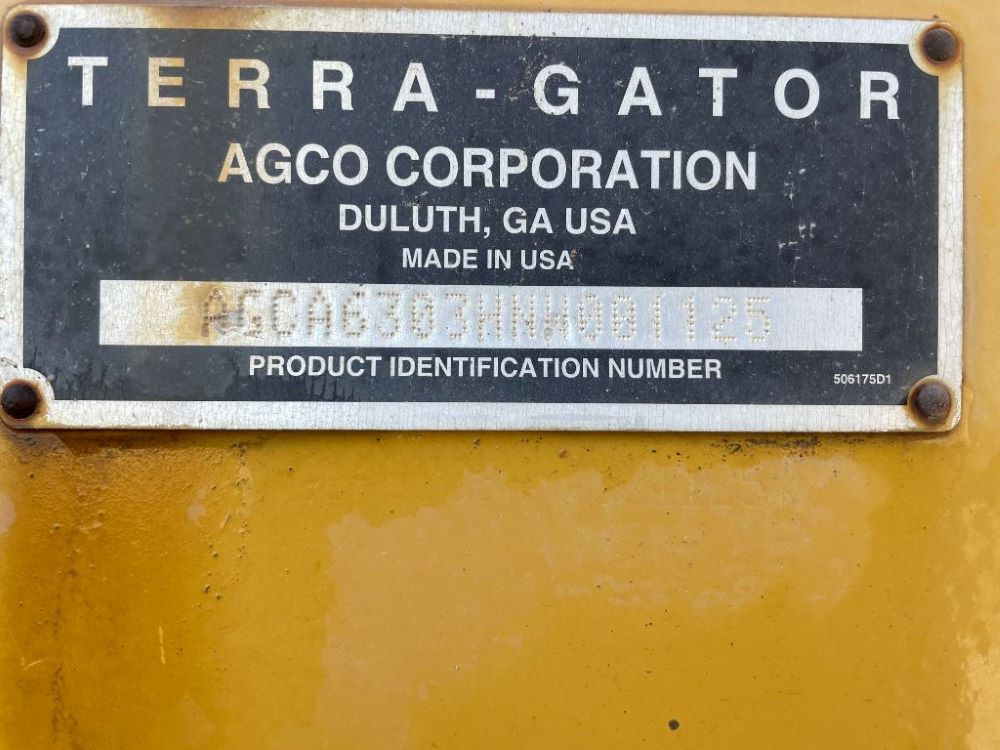 TERRA-GATOR
AGCO CORPORATION
DULUTH, GA USA
MADE IN USA
AGCA6303HNW001125
PRODUCT IDENTIFICATION NUMBER
506175D1